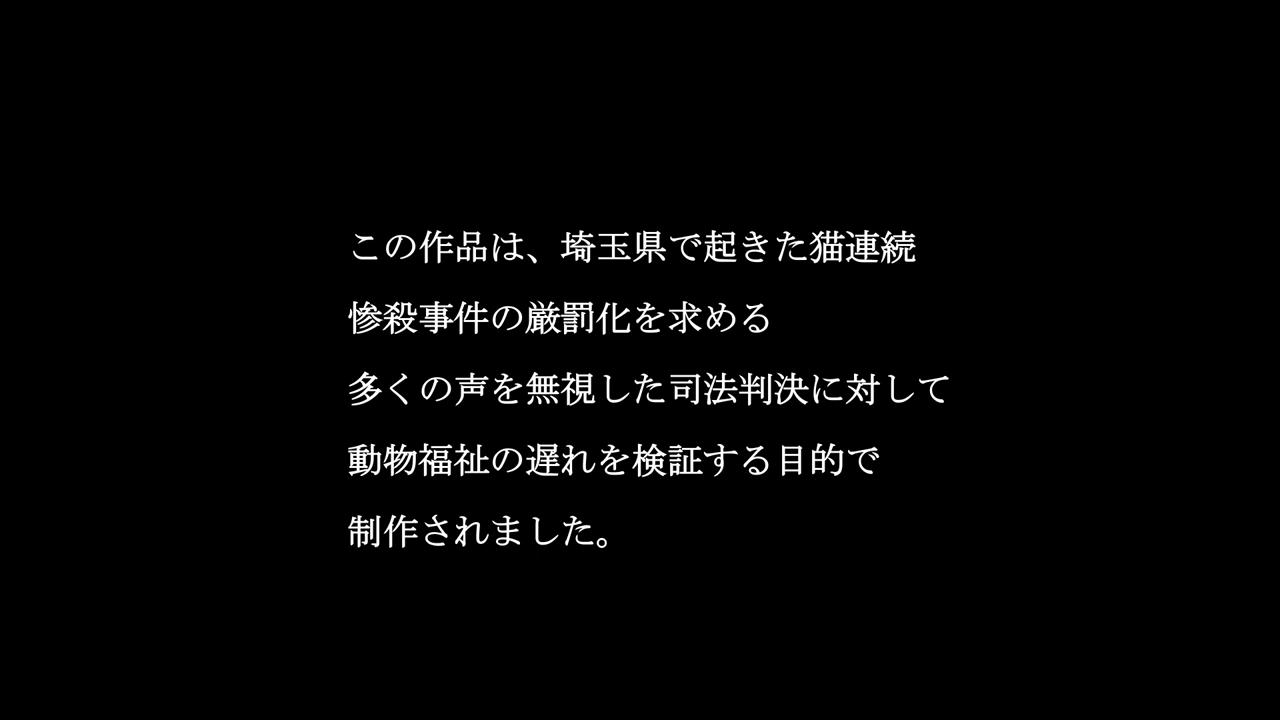 この作品は、埼玉県で起きた猫連続
惨殺事件の厳罰化を求める
多くの声を無視した司法判決に対して
動物福祉の遅れを検証する目的で
制作されました。